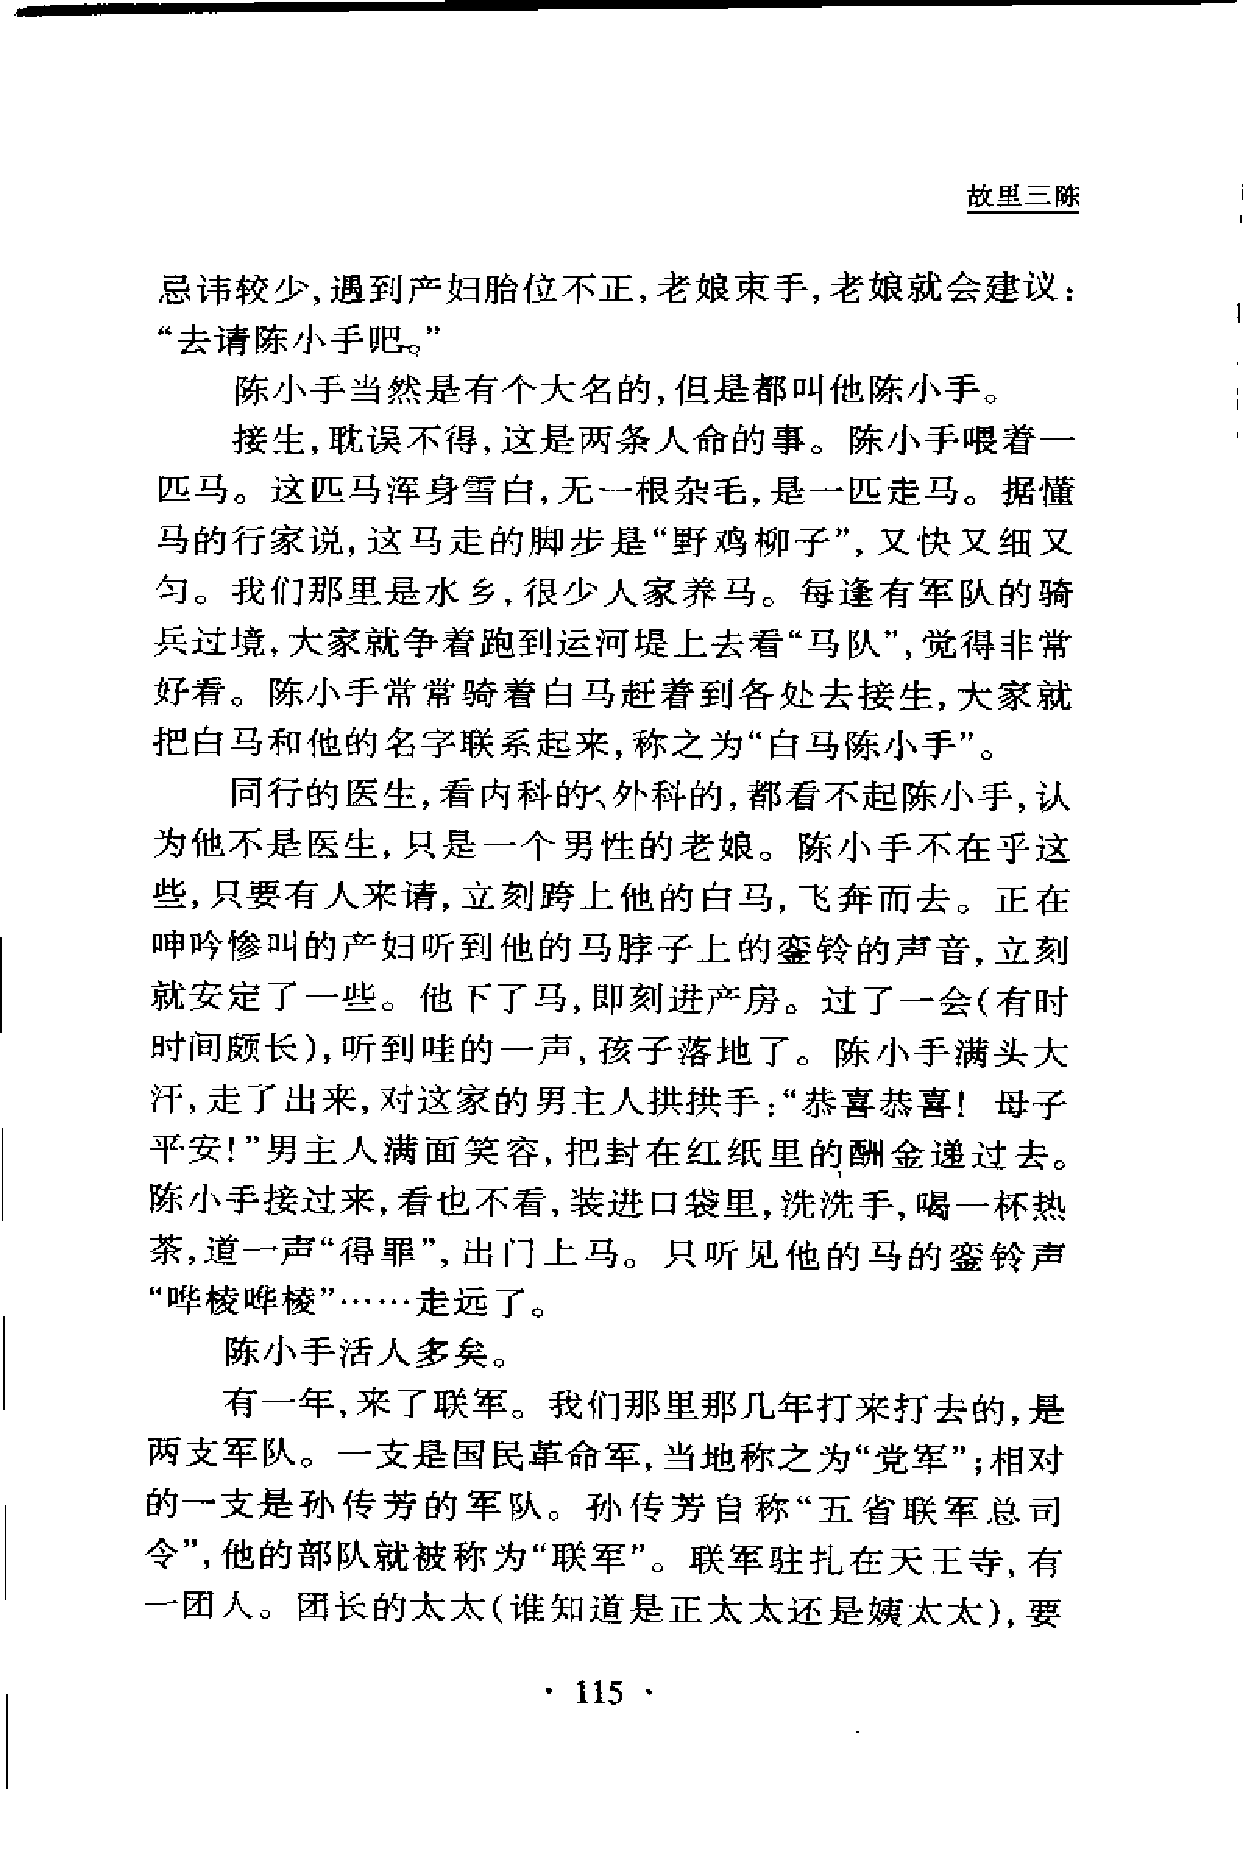 故里三陈
忌讳较少,遇到产妇胎位不正,老娘束手,老娘就会建议:
“去请陈小手吧。”
陈小手当然是有个大名的,但是都叫他陈小手。
接生,耽误不得,这是两条人命的事。陈小手喂着一
匹马。这匹马浑身雪白,无一根杂毛,是一匹走马。据懂
马的行家说,这马走的脚步是“野鸡柳子”,又快又细又
匀。我们那里是水乡,很少人家养马。每逢有军队的骑
兵过境,大家就争着跑到运河堤上去看“马队”,觉得非常
好看。陈小手常常骑着白马赶着到各处去接生,大家就
把白马和他的名字联系起来,称之为“白马陈小手”。
同行的医生,看内科的、外科的,都看不起陈小手,认
为他不是医生,只是一个男性的老娘。陈小手不在乎这
些,只要有人来请,立刻跨上他的白马,飞奔而去。正在
呻吟惨叫的产妇听到他的马脖子上的銮铃的声音,立刻
就安定了一些。他下了马,即刻进产房。过了一会(有时
时间颇长),听到哇的一声,孩子落地了。陈小手满头大
汗,走了出来,对这家的男主人拱拱手:“恭喜恭喜!母子
平安!”男主人满面笑容,把封在红纸里的酬金递过去。
陈小手接过来,看也不看,装进口袋里,洗洗手,喝一杯热
茶,道一声“得罪”,出门上马。只听见他的马的銮铃声
“哗棱哗棱”……走远了。
陈小手活人多矣。
有一年,来了联军。我们那里那几年打来打去的,是
两支军队。一支是国民革命军,当地称之为“党军”;相对
的一支是孙传芳的军队。孙传芳自称“五省联军总司
令”,他的部队就被称为“联军”。联军驻扎在天王寺,有
一团人。团长的太太(谁知道是正太太还是姨太太),要
· 115 ·